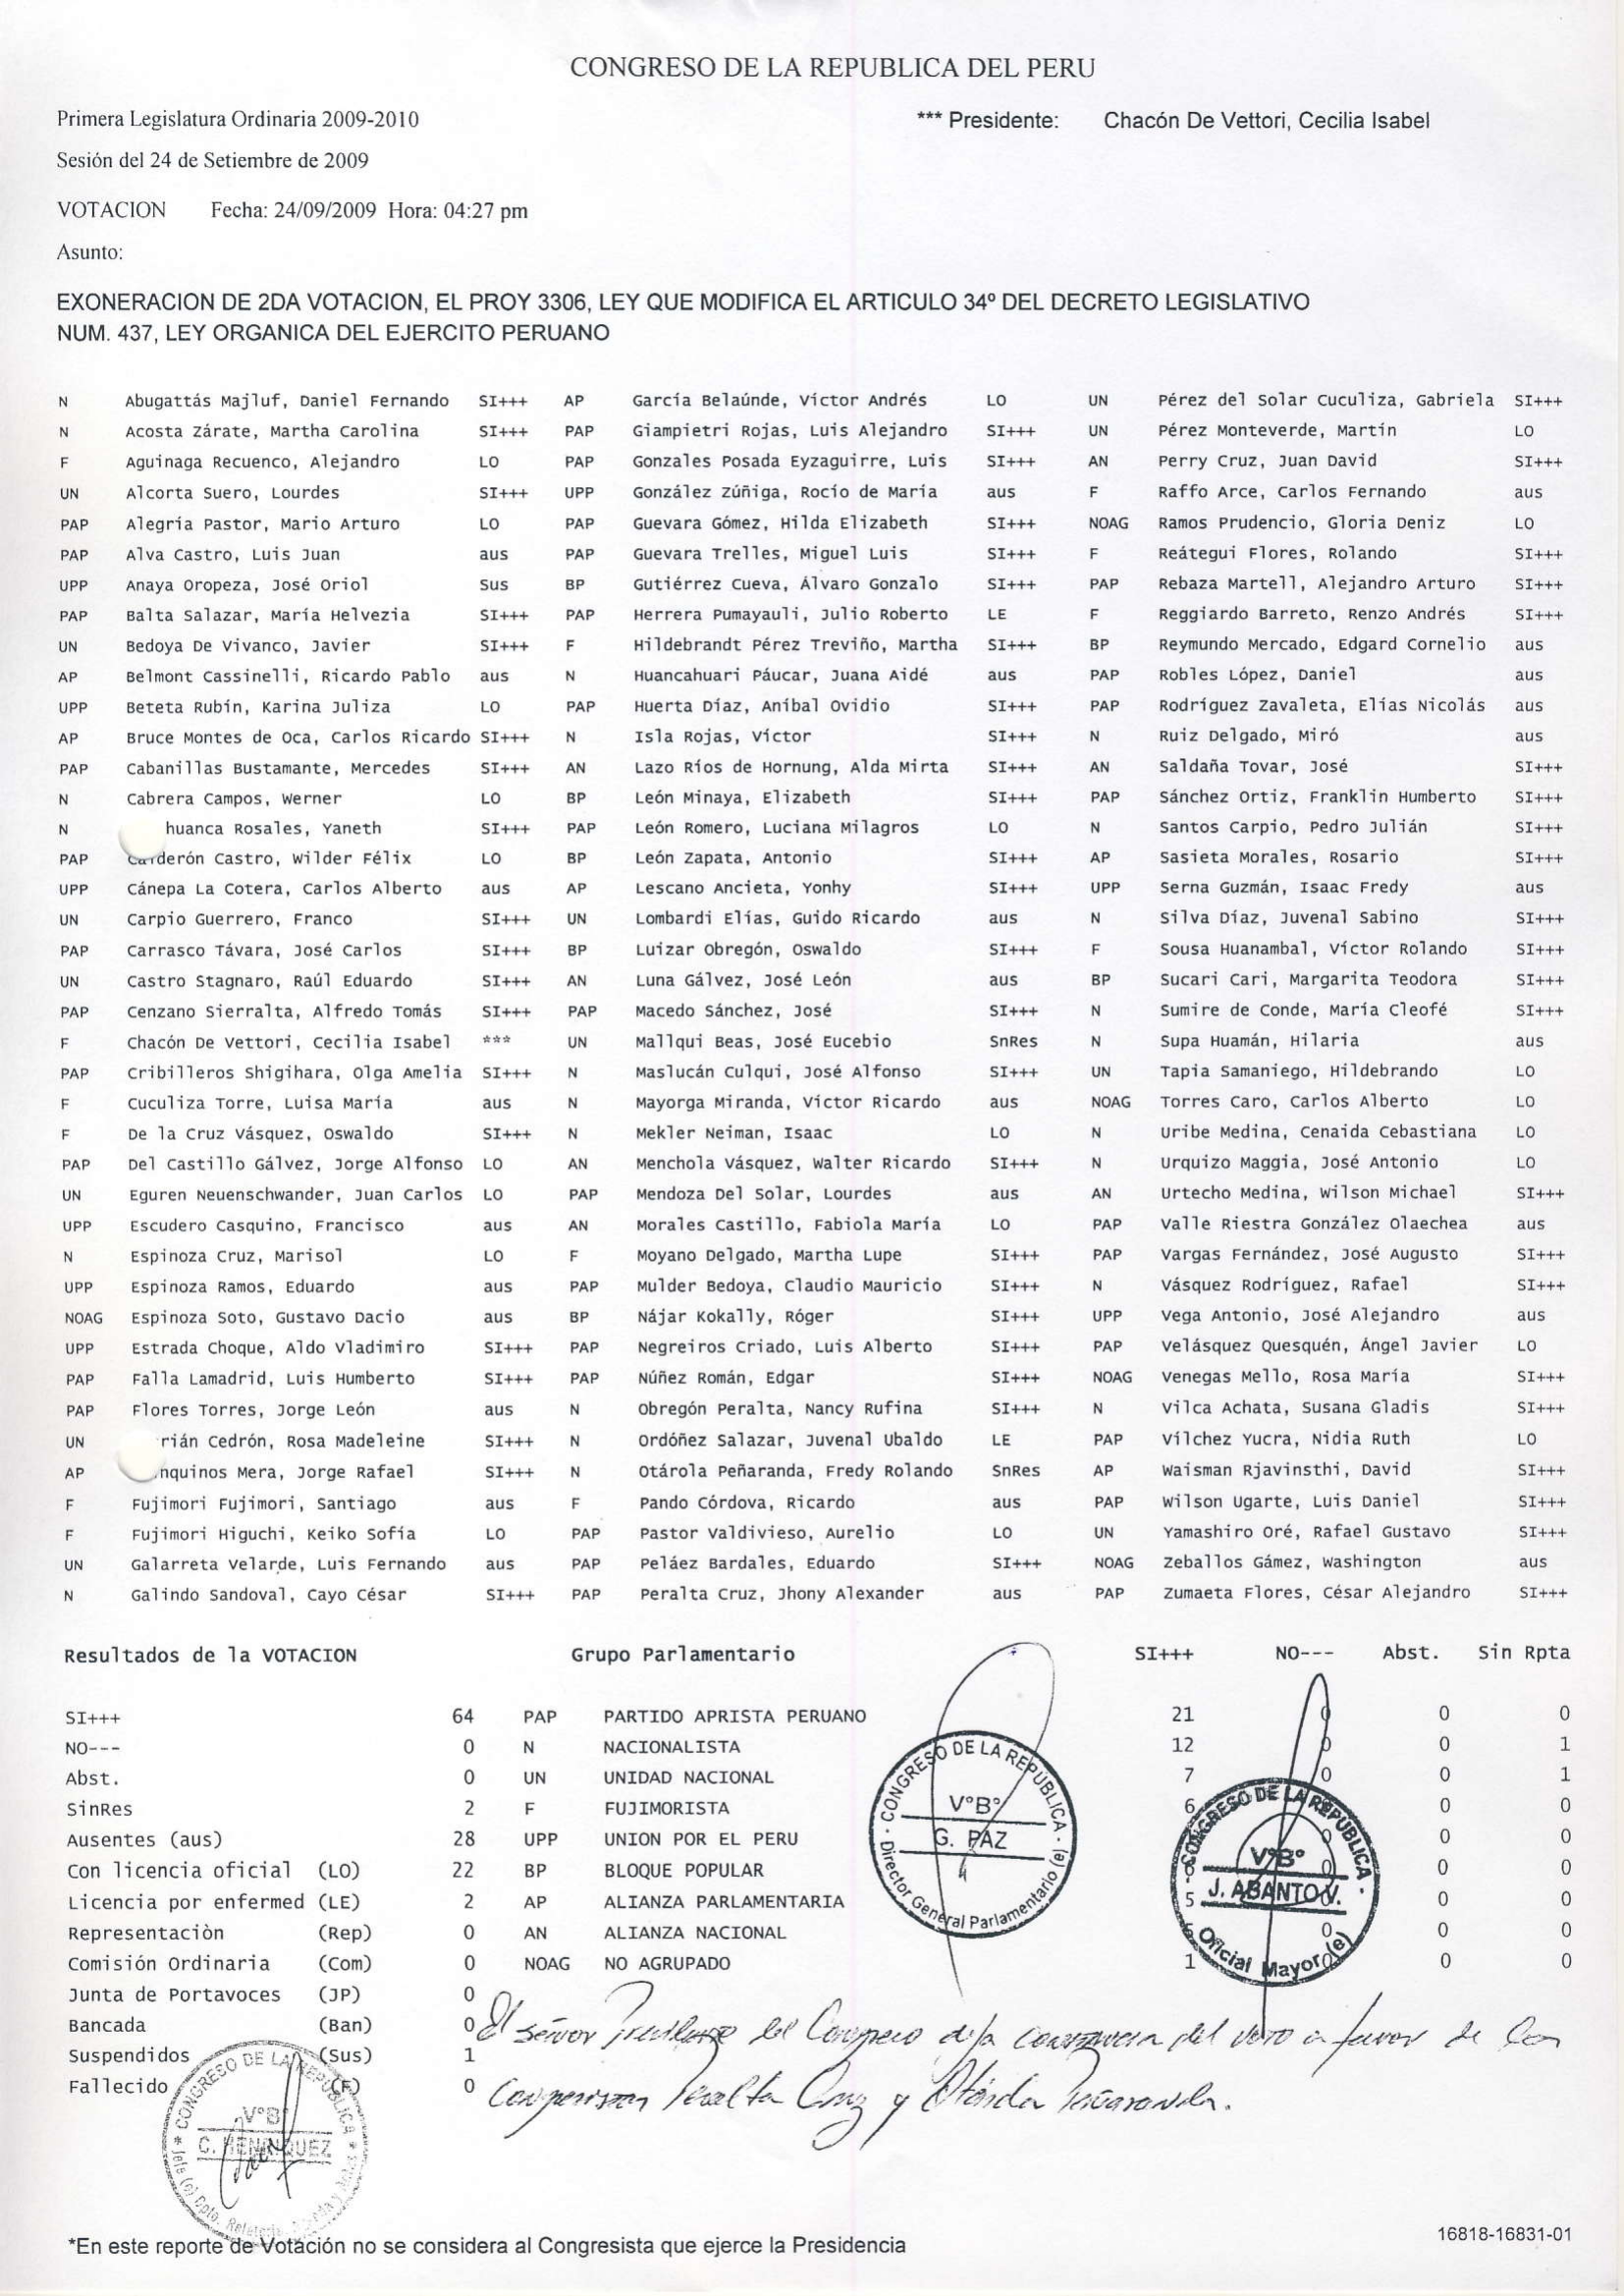 CONGRESO DE LA REPUBLICA DEL PERU
Primera Legislatura Ordinaria 2009-2010 *** Presidente: Chacón De Vettori, Cecilia Isabel
Sesión del 24 de Setiembre de 2009
VOTACION Fecha: 24/09/2009 Hora: 04:27 pm
Asunto:
EXONERACION DE 2DA VOTACION, EL PROY 3306, LEY QUE MODIFICA EL ARTICULO 34º DEL DECRETO LEGISLATIVO
NUM. 437, LEY ORGANICA DEL EJERCITO PERUANO
N Abugattás Majluf, Daniel Fernando SI+++ AP García Belaúnde, Víctor Andrés LO UN Pérez del Solar Cuculiza, Gabriela SI+++
N Acosta Zárate, Martha Carolina SI+++ PAP Giampietri Rojas, Luis Alejandro SI+++ UN Pérez Monteverde, Martín LO
F Aguinaga Recuenco, Alejandro LO PAP Gonzales Posada Eyzaguirre, Luis SI+++ AN Perry Cruz, Juan David SI+++
UN Alcorta Suero, Lourdes SI+++ UPP González Zúñiga, Rocío de María aus F Raffo Arce, Carlos Fernando aus
PAP Alegría Pastor, Mario Arturo LO PAP Guevara Gómez, Hilda Elizabeth SI+++ NOAG Ramos Prudencio, Gloria Deniz LO
PAP Alva Castro, Luis Juan aus PAP Guevara Trelles, Miguel Luis SI+++ F Reátegui Flores, Rolando SI+++
UPP Anaya Oropeza, José Oriol Sus BP Gutiérrez Cueva, Álvaro Gonzalo SI+++ PAP Rebaza Martell, Alejandro Arturo SI+++
PAP Balta Salazar, María Helvezia SI+++ PAP Herrera Pumayauli, Julio Roberto LE F Reggiardo Barreto, Renzo Andrés SI+++
UN Bedoya De Vivanco, Javier SI+++ F Hildebrandt Pérez Treviño, Martha SI+++ BP Reymundo Mercado, Edgard Cornelio aus
AP Belmont Cassinelli, Ricardo Pablo aus N Huancahuari Páucar, Juana Aidé aus PAP Robles López, Daniel aus
UPP Beteta Rubín, Karina Juliza LO PAP Huerta Díaz, Aníbal Ovidio SI+++ PAP Rodríguez Zavaleta, Elías Nicolás aus
AP Bruce Montes de Oca, Carlos Ricardo SI+++ N Isla Rojas, Víctor SI+++ N Ruiz Delgado, Miró aus
PAP Cabanillas Bustamante, Mercedes SI+++ AN Lazo Ríos de Hornung, Alda Mirta SI+++ AN Saldaña Tovar, José SI+++
N Cabrera Campos, Werner LO BP León Minaya, Elizabeth SI+++ PAP Sánchez Ortiz, Franklin Humberto SI+++
N huanca Rosales, Yaneth SI+++ PAP León Romero, Luciana Milagros LO N Santos Carpio, Pedro Julián SI+++
PAP Calderón Castro, Wilder Félix LO BP León Zapata, Antonio SI+++ AP Sasieta Morales, Rosario SI+++
UPP Cánepa La Cotera, Carlos Alberto aus AP Lescano Ancieta, Yonhy SI+++ UPP Serna Guzmán, Isaac Fredy aus
UN Carpio Guerrero, Franco SI+++ UN Lombardi Elías, Guido Ricardo aus N Silva Díaz, Juvenal Sabino SI+++
PAP Carrasco Távara, José Carlos SI+++ BP Luizar Obregón, Oswaldo SI+++ F Sousa Huanambal, Víctor Rolando SI+++
UN Castro Stagnaro, Raúl Eduardo SI+++ AN Luna Gálvez, José León aus BP Sucari Cari, Margarita Teodora SI+++
PAP Cenzano Sierralta, Alfredo Tomás SI+++ PAP Macedo Sánchez, José SI+++ N Sumire de Conde, María Cleofé SI+++
F Chacón De Vettori, Cecilia Isabel *** UN Mallqui Beas, José Eucebio SnRes N Supa Huamán, Hilaria aus
PAP Cribilleros Shigihara, Olga Amelia SI+++ N Maslucán Culqui, José Alfonso SI+++ UN Tapia Samaniego, Hildebrando LO
F Cuculiza Torre, Luisa María aus N Mayorga Miranda, Víctor Ricardo aus NOAG Torres Caro, Carlos Alberto LO
F De la Cruz Vásquez, Oswaldo SI+++ N Mekler Neiman, Isaac LO N Uribe Medina, Cenaida Cebastiana LO
PAP Del Castillo Gálvez, Jorge Alfonso LO AN Menchola Vásquez, Walter Ricardo SI+++ N Urquizo Maggia, José Antonio LO
UN Eguren Neuenschwander, Juan Carlos LO PAP Mendoza Del Solar, Lourdes aus AN Urtecho Medina, Wilson Michael SI+++
UPP Escudero Casquino, Francisco aus AN Morales Castillo, Fabiola María LO PAP Valle Riestra González Olaechea aus
N Espinoza Cruz, Marisol LO F Moyano Delgado, Martha Lupe SI+++ PAP Vargas Fernández, José Augusto SI+++
UPP Espinoza Ramos, Eduardo aus PAP Mulder Bedoya, Claudio Mauricio SI+++ N Vásquez Rodríguez, Rafael SI+++
NOAG Espinoza Soto, Gustavo Dacio aus BP Nájar Kokally, Róger SI+++ UPP Vega Antonio, José Alejandro aus
UPP Estrada Choque, Aldo Vladimiro SI+++ PAP Negreiros Criado, Luis Alberto SI+++ PAP Velásquez Quesquén, Ángel Javier LO
PAP Falla Lamadrid, Luis Humberto SI+++ PAP Núñez Román, Edgar SI+++ NOAG Venegas Mello, Rosa María SI+++
PAP Flores Torres, Jorge León aus N Obregón Peralta, Nancy Rufina SI+++ N Vilca Achata, Susana Gladis SI+++
UN rián Cedrón, Rosa Madeleine SI+++ N Ordóñez Salazar, Juvenal Ubaldo LE PAP Vílchez Yucra, Nidia Ruth LO
AP nquinos Mera, Jorge Rafael SI+++ N Otárola Peñaranda, Fredy Rolando SnRes AP Waisman Rjavinsthi, David SI+++
F Fujimori Fujimori, Santiago aus F Pando Córdova, Ricardo aus PAP Wilson Ugarte, Luis Daniel SI+++
F Fujimori Higuchi, Keiko Sofía LO PAP Pastor Valdivieso, Aurelio LO UN Yamashiro Oré, Rafael Gustavo SI+++
UN Galarreta Velarde, Luis Fernando aus PAP Peláez Bardales, Eduardo SI+++ NOAG Zeballos Gámez, Washington aus
N Galindo Sandoval, Cayo César SI+++ PAP Peralta Cruz, Jhony Alexander aus PAP Zumaeta Flores, César Alejandro SI+++
Resultados de la VOTACION Grupo Parlamentario SI+++ NO--- Abst. Sin Rpta
SI+++ 64 PAP PARTIDO APRISTA PERUANO 21 0 0 0
NO--- 0 N NACIONALISTA 12 0 0 1
Abst. 0 UN UNIDAD NACIONAL 7 0 0 1
SinRes 2 F FUJIMORISTA 6 0 0
Ausentes (aus) 28 UPP UNION POR EL PERU 0 0 0
Con licencia oficial (LO) 22 BP BLOQUE POPULAR 6 0 0 0
Licencia por enfermed (LE) 2 AP ALIANZA PARLAMENTARIA 5 0 0
Representaciòn (Rep) 0 AN ALIANZA NACIONAL 0 0 0
Comisión Ordinaria (Com) 0 NOAG NO AGRUPADO 1 0 0 0
Junta de Portavoces (JP) 0
Bancada (Ban) 0
Suspendidos (Sus) 1
Fallecido (F) 0
CONGRESO DE LA REPÚBLICA
V°B°
G. PAZ
Director General Parlamentario (e)
CONGRESO DE LA REPÚBLICA
V°B°
J. ABANTO V.
Oficial Mayor (e)
El señor Presidente del Congreso deja constancia del voto a favor de los
Congresistas Peralta Cruz y Otárola Peñaranda.
CONGRESO DE LA REPÚBLICA
V°B°
C. HENRIQUEZ
Jefe (e) Dpto. Relatoría,
16818-16831-01
*En este reporte de Votación no se considera al Congresista que ejerce la Presidencia